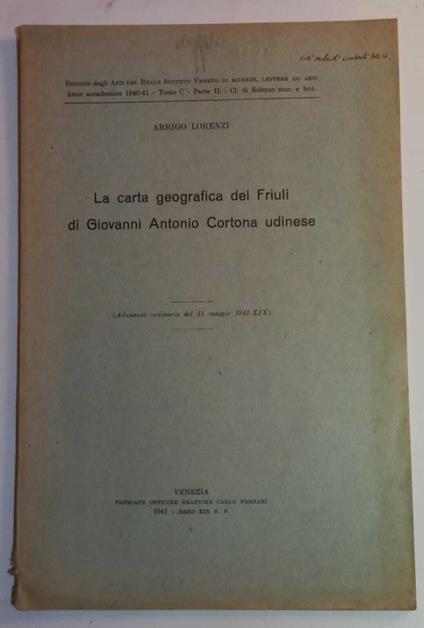 Estratto dagli ATTI DEL REALE ISTITUTO VENETO DI SCIENZE, LETTERE ED ARTI
Anno accademico 1940-41 - Tomo C - Parte II.: Cl. di Scienze mor. e lett.
ARRIGO LORENZI
La carta geografica del Friuli
di Giovanni Antonio Cortona udinese
(Adunanza ordinaria del 18 maggio 1941-XIX)
VENEZIA
PREMIATE OFFICINE GRAFICHE CARLO FERRARI
1941 - Anno XIX E. F.